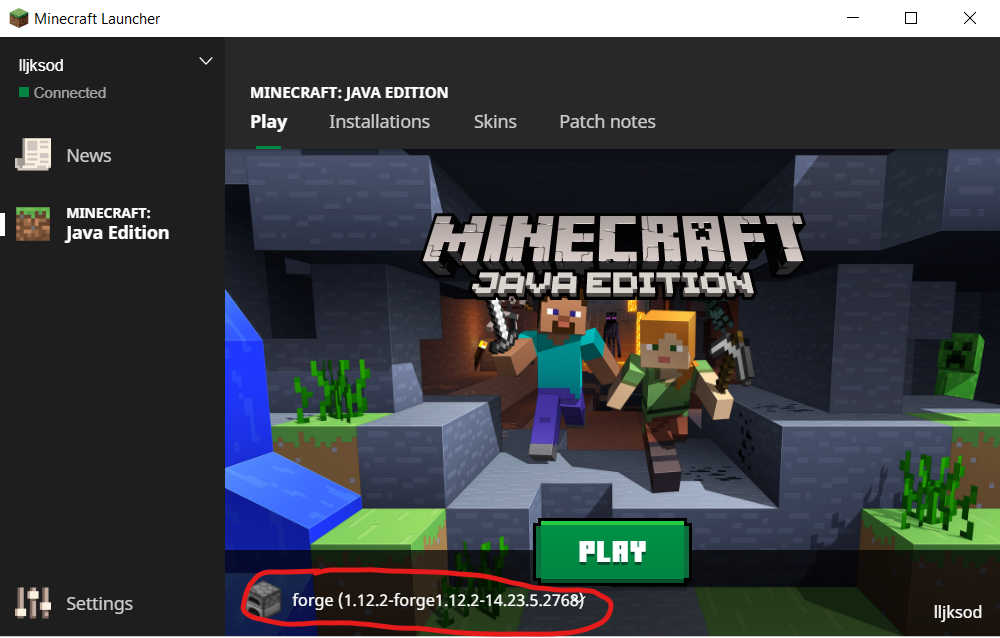 Minecraft Launcher
lljksod
Connected
News
MINECRAFT:
Java Edition
Settings
MINECRAFT: JAVA EDITION
Play Installations Skins Patch notes
MINECRAFT
JAVA EDITION
PLAY
forge (1.12.2-forge1.12.2-14.23.5.2768)
lljksod